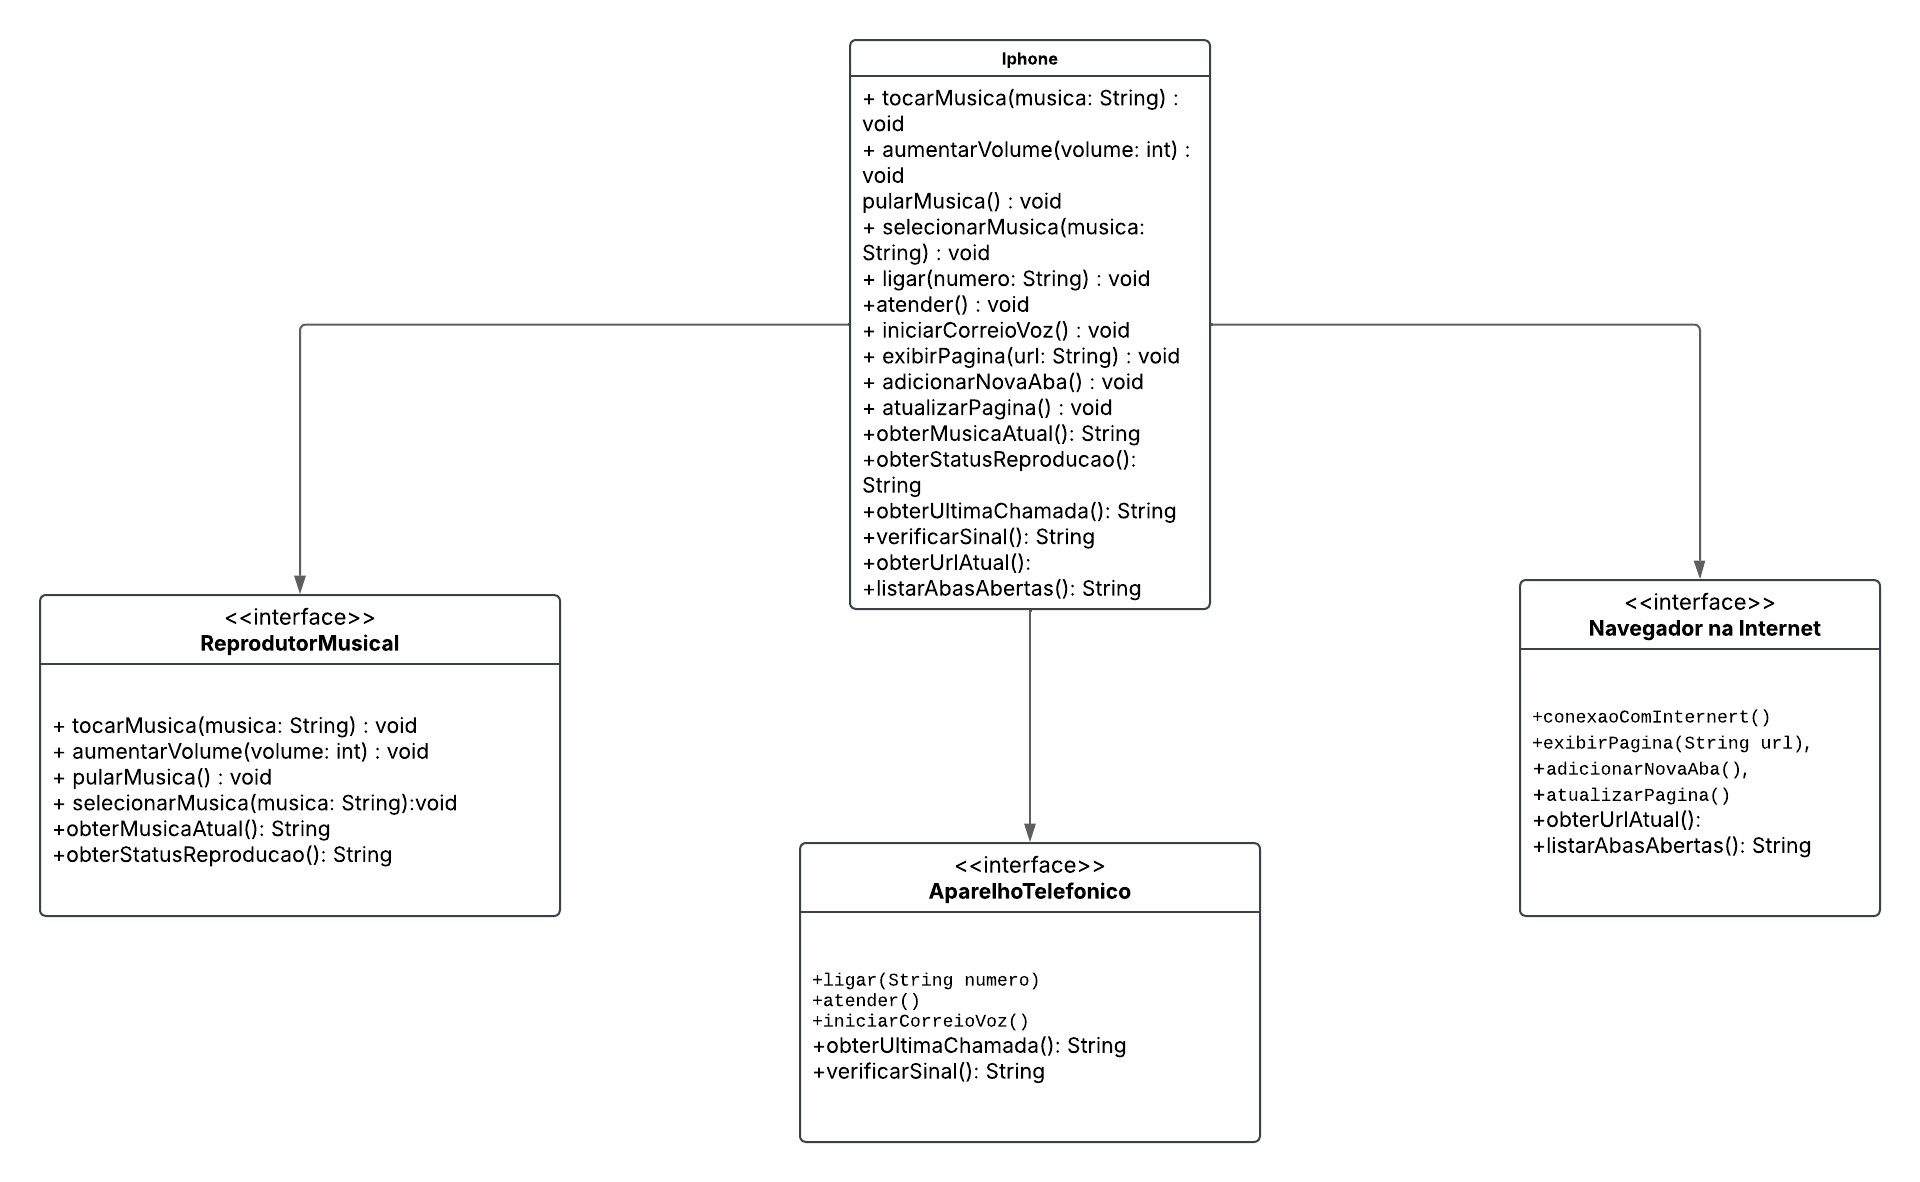 Iphone
+ tocarMusica(musica: String) :
void
+ aumentarVolume(volume: int) :
void
pularMusica() : void
+ selecionarMusica(musica:
String) : void
+ ligar(numero: String) : void
+atender() : void
+ iniciarCorreioVoz() : void
+ exibirPagina(url: String) : void
+ adicionarNovaAba() : void
+ atualizarPagina() : void
+obterMusicaAtual(): String
+obterStatusReproducao():
String
+obterUltimaChamada(): String
+verificarSinal(): String
+obterUrlAtual():
+listarAbasAbertas(): String
<<interface>>
ReprodutorMusical
+ tocarMusica(musica: String) : void
+ aumentarVolume(volume: int) : void
+ pularMusica() : void
+ selecionarMusica(musica: String):void
+obterMusicaAtual(): String
+obterStatusReproducao(): String
<<interface>>
AparelhoTelefonico
+ligar(String numero)
+atender()
+iniciarCorreioVoz()
+obterUltimaChamada(): String
+verificarSinal(): String
<<interface>>
Navegador na Internet
+conexaoComInternert()
+exibirPagina(String url),
+adicionarNovaAba(),
+atualizarPagina()
+obterUrlAtual():
+listarAbasAbertas(): String